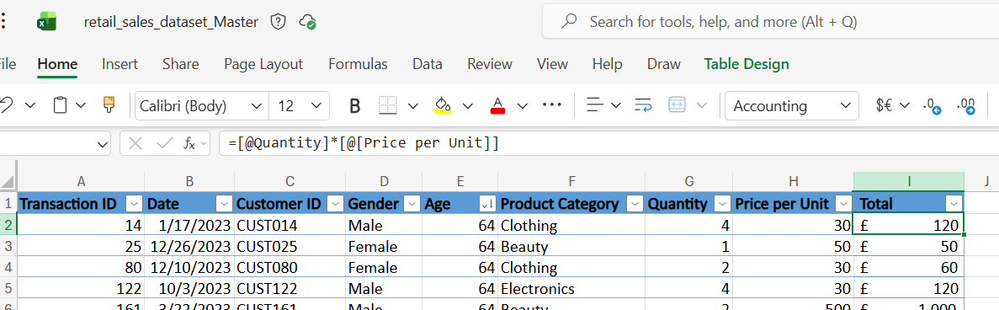 retail_sales_dataset_Master
Search for tools, help, and more (Alt + Q)
ile Home Insert Share Page Layout Formulas Data Review View Help Draw Table Design
Calibri (Body) 12 B A ... Accounting $€ .0 .00
fx =[@Quantity]*[@[Price per Unit]]
A B C D E F G H I J
1 Transaction ID Date Customer ID Gender Age Product Category Quantity Price per Unit Total
2 14 1/17/2023 CUST014 Male 64 Clothing 4 30 £ 120
3 25 12/26/2023 CUST025 Female 64 Beauty 1 50 £ 50
4 80 12/10/2023 CUST080 Female 64 Clothing 2 30 £ 60
5 122 10/3/2023 CUST122 Male 64 Electronics 4 30 £ 120
6 161 3/22/2023 CUST161 Male 64 Beauty 2 500 £ 1,000